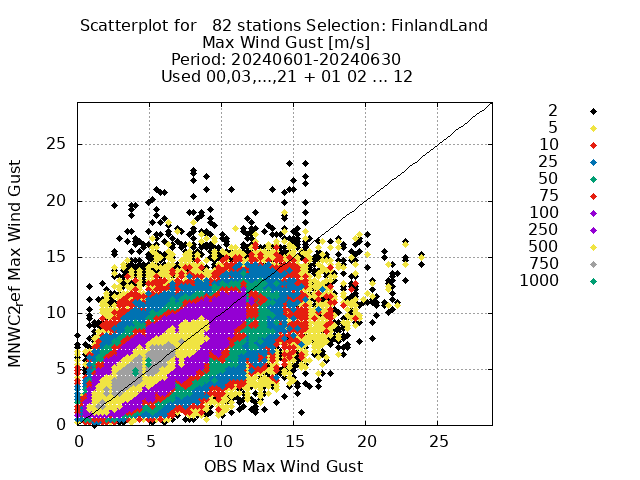 Scatterplot for   82 stations Selection: FinlandLand
Max Wind Gust [m/s]
Period: 20240601-20240630
Used 00,03,...,21 + 01 02 ... 12
2
5
10
25
50
75
100
250
500
750
1000
MNWC2ref Max Wind Gust
25
20
15
10
5
0
0 5 10 15 20 25
OBS Max Wind Gust